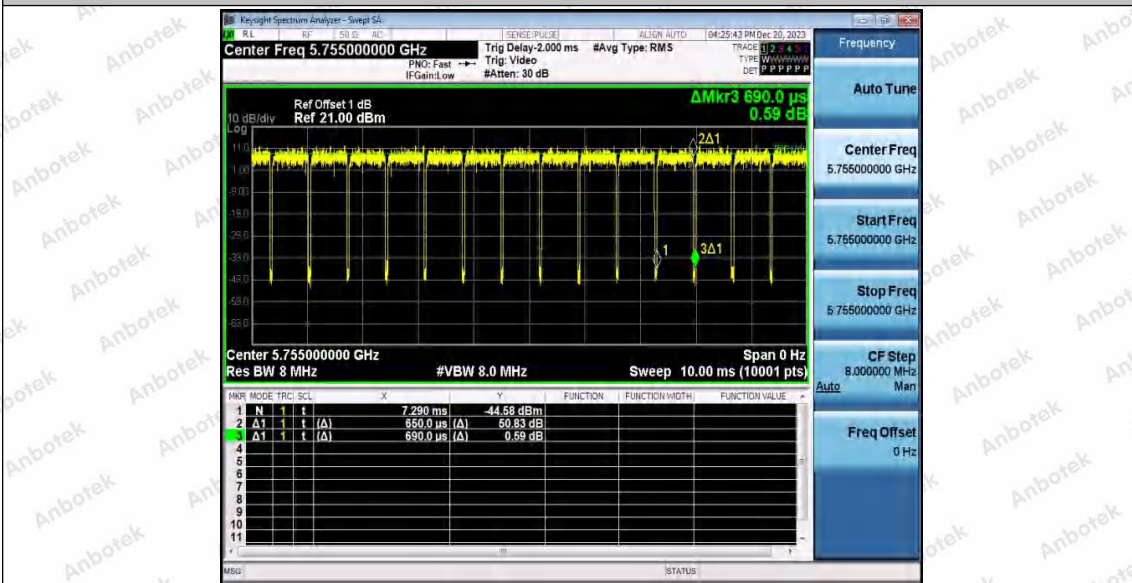 Keysight Spectrum Analyzer - Swept SA
RL RF 50 Ω AC SENSE:PULSE ALIGN AUTO 04:25:43 PM Dec 20, 2023
Center Freq 5.755000000 GHz
PNO: Fast
IFGain:Low
Trig Delay-2.000 ms
Trig: Video
#Atten: 30 dB
#Avg Type: RMS
TRACE 1 2 3 4 5 6
TYPE
DET P P P P P P
Frequency
ΔMkr3 690.0 µs
0.59 dB
Ref Offset 1 dB
10 dB/div Ref 21.00 dBm
Log
11.0
1.00
-9.00
-19.0
-29.0
-39.0
-49.0
-59.0
-69.0
2Δ1
1
3Δ1
Center 5.755000000 GHz Span 0 Hz
Res BW 8 MHz #VBW 8.0 MHz Sweep 10.00 ms (10001 pts)
MKR MODE TRC SCL X Y FUNCTION FUNCTION WIDTH FUNCTION VALUE
1 N 1 t 7.290 ms -44.58 dBm
2 Δ1 1 t (Δ) 650.0 µs (Δ) 50.83 dB
3 Δ1 1 t (Δ) 690.0 µs (Δ) 0.59 dB
4
5
6
7
8
9
10
11
MSG STATUS
Auto Tune
Center Freq
5.755000000 GHz
Start Freq
5.755000000 GHz
Stop Freq
5.755000000 GHz
CF Step
8.000000 MHz
Auto Man
Freq Offset
0 Hz
Anbotek